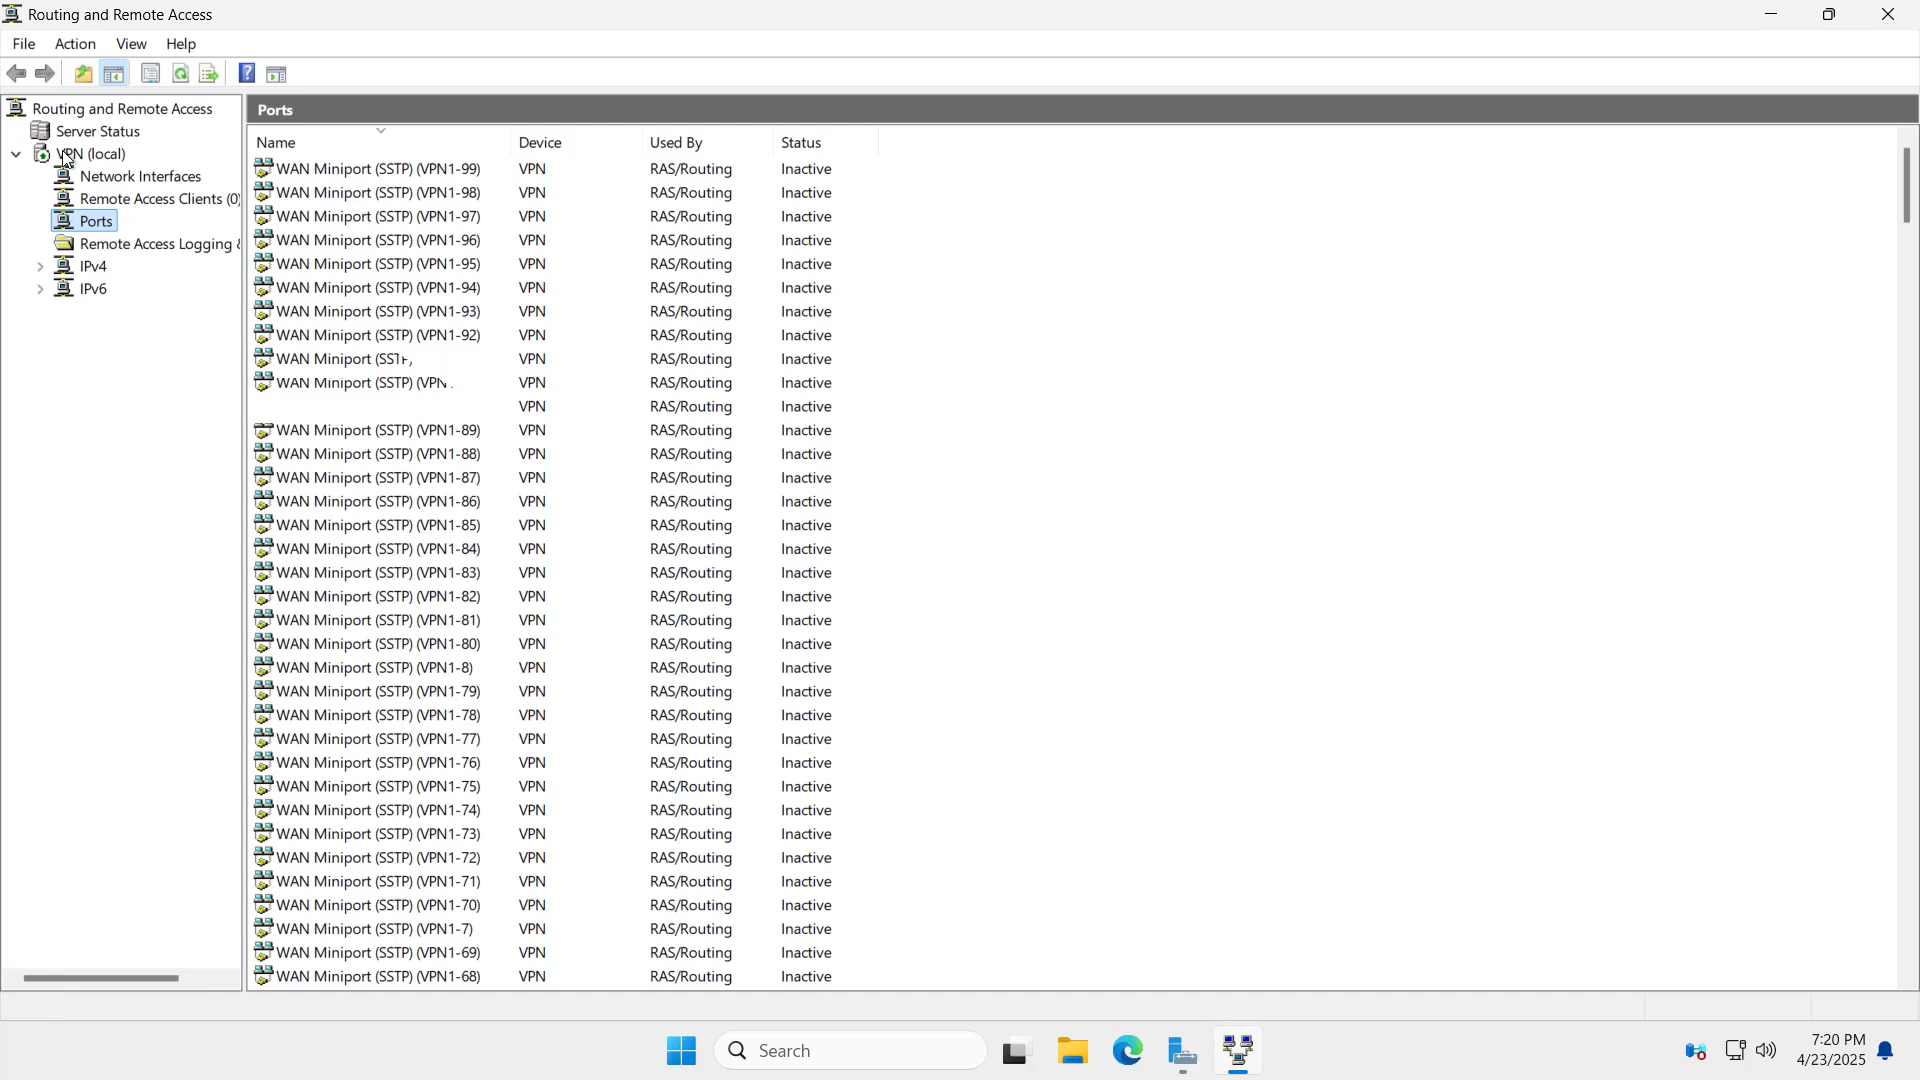 Routing and Remote Access
File Action View Help
Routing and Remote Access
Server Status
VPN (local)
Network Interfaces
Remote Access Clients (0)
Ports
Remote Access Logging &
IPv4
IPv6
Ports
Name Device Used By Status
WAN Miniport (SSTP) (VPN1-99) VPN RAS/Routing Inactive
WAN Miniport (SSTP) (VPN1-98) VPN RAS/Routing Inactive
WAN Miniport (SSTP) (VPN1-97) VPN RAS/Routing Inactive
WAN Miniport (SSTP) (VPN1-96) VPN RAS/Routing Inactive
WAN Miniport (SSTP) (VPN1-95) VPN RAS/Routing Inactive
WAN Miniport (SSTP) (VPN1-94) VPN RAS/Routing Inactive
WAN Miniport (SSTP) (VPN1-93) VPN RAS/Routing Inactive
WAN Miniport (SSTP) (VPN1-92) VPN RAS/Routing Inactive
WAN Miniport VPN RAS/Routing Inactive
WAN Miniport (SSTP) VPN RAS/Routing Inactive
VPN RAS/Routing Inactive
WAN Miniport (SSTP) (VPN1-89) VPN RAS/Routing Inactive
WAN Miniport (SSTP) (VPN1-88) VPN RAS/Routing Inactive
WAN Miniport (SSTP) (VPN1-87) VPN RAS/Routing Inactive
WAN Miniport (SSTP) (VPN1-86) VPN RAS/Routing Inactive
WAN Miniport (SSTP) (VPN1-85) VPN RAS/Routing Inactive
WAN Miniport (SSTP) (VPN1-84) VPN RAS/Routing Inactive
WAN Miniport (SSTP) (VPN1-83) VPN RAS/Routing Inactive
WAN Miniport (SSTP) (VPN1-82) VPN RAS/Routing Inactive
WAN Miniport (SSTP) (VPN1-81) VPN RAS/Routing Inactive
WAN Miniport (SSTP) (VPN1-80) VPN RAS/Routing Inactive
WAN Miniport (SSTP) (VPN1-8) VPN RAS/Routing Inactive
WAN Miniport (SSTP) (VPN1-79) VPN RAS/Routing Inactive
WAN Miniport (SSTP) (VPN1-78) VPN RAS/Routing Inactive
WAN Miniport (SSTP) (VPN1-77) VPN RAS/Routing Inactive
WAN Miniport (SSTP) (VPN1-76) VPN RAS/Routing Inactive
WAN Miniport (SSTP) (VPN1-75) VPN RAS/Routing Inactive
WAN Miniport (SSTP) (VPN1-74) VPN RAS/Routing Inactive
WAN Miniport (SSTP) (VPN1-73) VPN RAS/Routing Inactive
WAN Miniport (SSTP) (VPN1-72) VPN RAS/Routing Inactive
WAN Miniport (SSTP) (VPN1-71) VPN RAS/Routing Inactive
WAN Miniport (SSTP) (VPN1-70) VPN RAS/Routing Inactive
WAN Miniport (SSTP) (VPN1-7) VPN RAS/Routing Inactive
WAN Miniport (SSTP) (VPN1-69) VPN RAS/Routing Inactive
WAN Miniport (SSTP) (VPN1-68) VPN RAS/Routing Inactive
Search
7:20 PM
4/23/2025